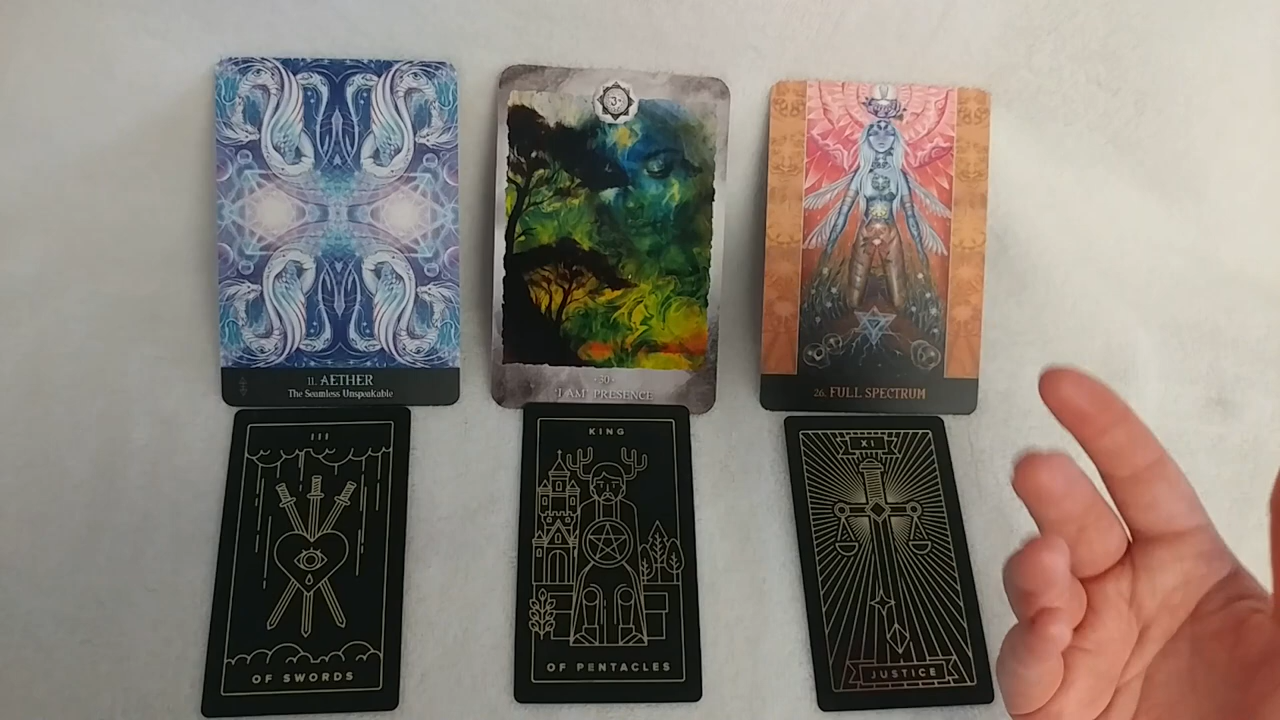 11. AETHER
The Seamless Unspeakable
•30•
'I AM' PRESENCE
26. FULL SPECTRUM
III
OF SWORDS
KING
OF PENTACLES
XI
JUSTICE